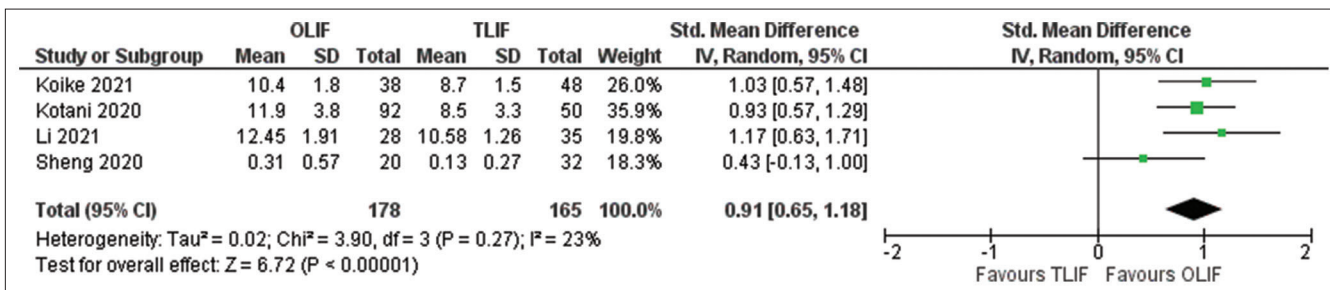 OLIF TLIF Std. Mean Difference Std. Mean Difference
Study or Subgroup Mean SD Total Mean SD Total Weight IV, Random, 95% CI IV, Random, 95% CI
Koike 2021 10.4 1.8 38 8.7 1.5 48 26.0% 1.03 [0.57, 1.48]
Kotani 2020 11.9 3.8 92 8.5 3.3 50 35.9% 0.93 [0.57, 1.29]
Li 2021 12.45 1.91 28 10.58 1.26 35 19.8% 1.17 [0.63, 1.71]
Sheng 2020 0.31 0.57 20 0.13 0.27 32 18.3% 0.43 [-0.13, 1.00]
Total (95% CI) 178 165 100.0% 0.91 [0.65, 1.18]
Heterogeneity: Tau² = 0.02; Chi² = 3.90, df = 3 (P = 0.27); I² = 23%
Test for overall effect: Z = 6.72 (P < 0.00001)
-2 -1 0 1 2
Favours TLIF Favours OLIF